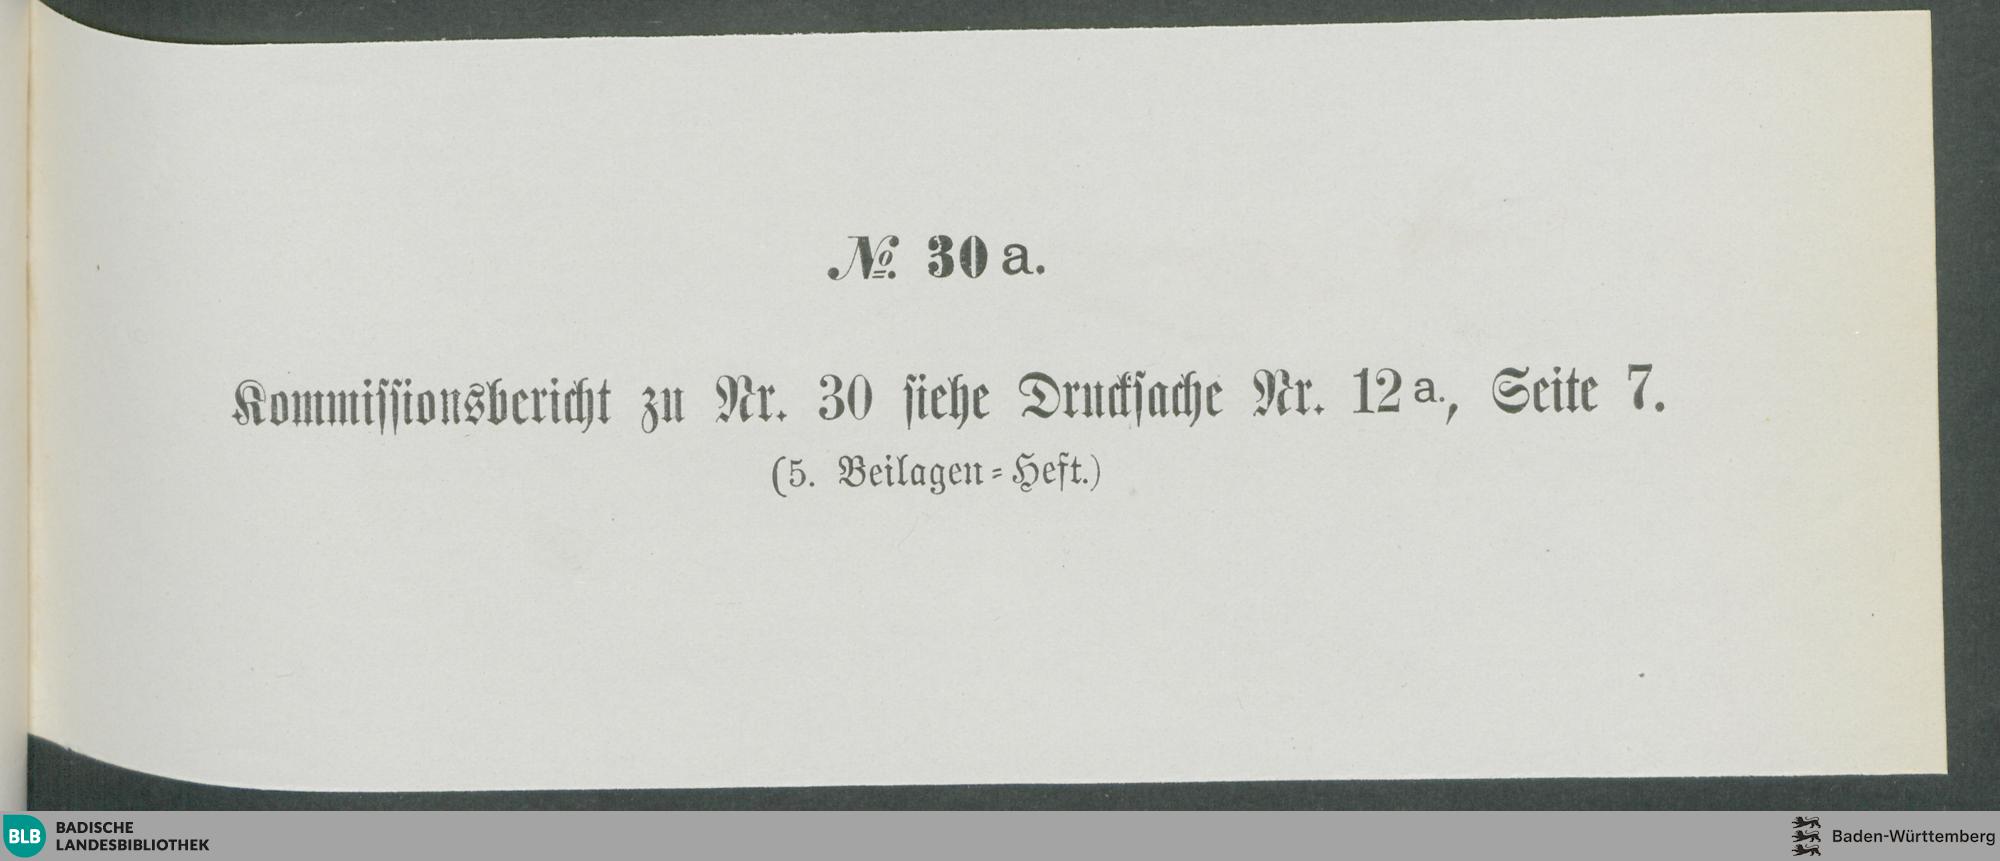 №. 30 a.
Kommiſſionsbericht zu Nr. 30 ſiehe Druckſache Nr. 12 a., Seite 7.
(5. Beilagen=Heft.)
BLB
BADISCHE
LANDESBIBLIOTHEK
Baden-Württemberg